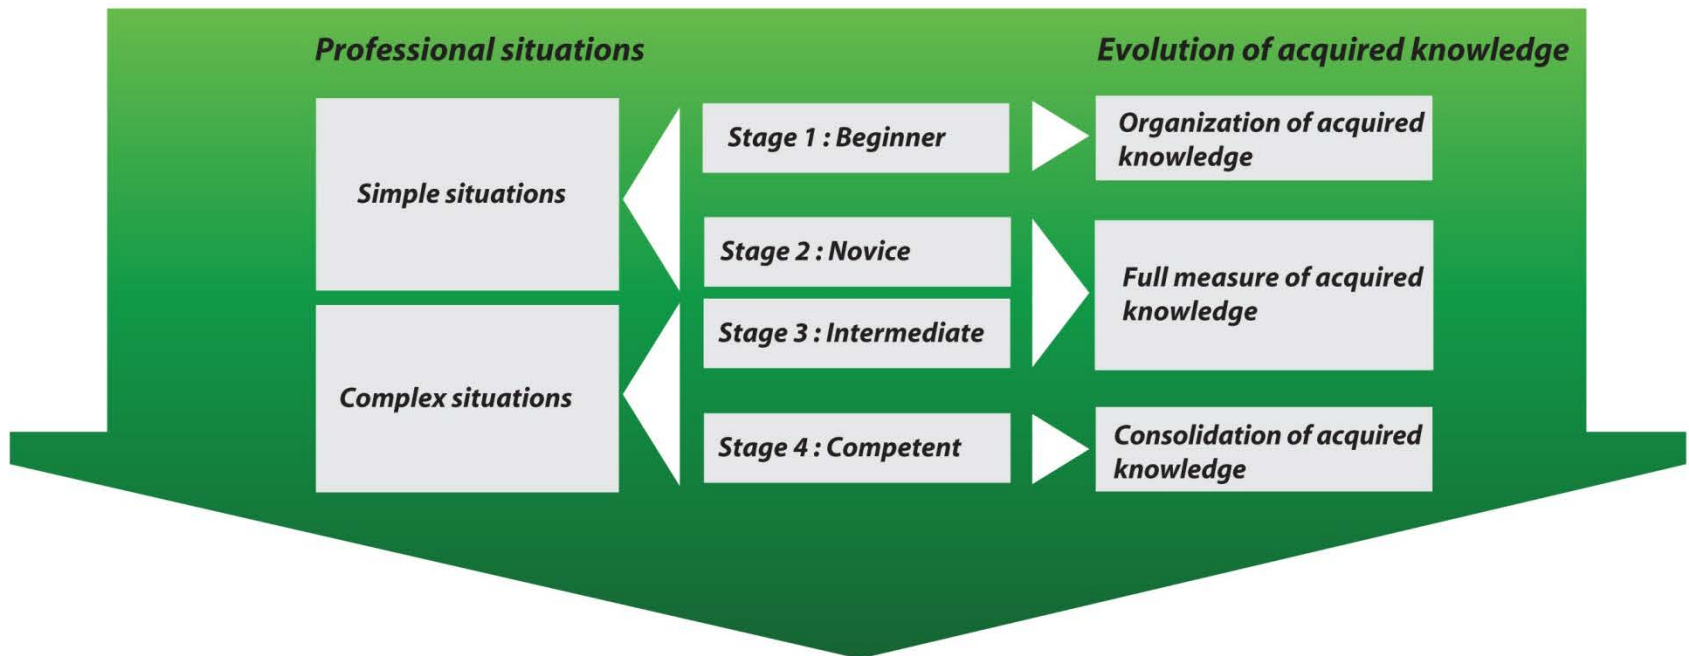 Professional situations
Evolution of acquired knowledge
Simple situations
Complex situations
Stage 1 : Beginner
Stage 2 : Novice
Stage 3 : Intermediate
Stage 4 : Competent
Organization of acquired
knowledge
Full measure of acquired
knowledge
Consolidation of acquired
knowledge